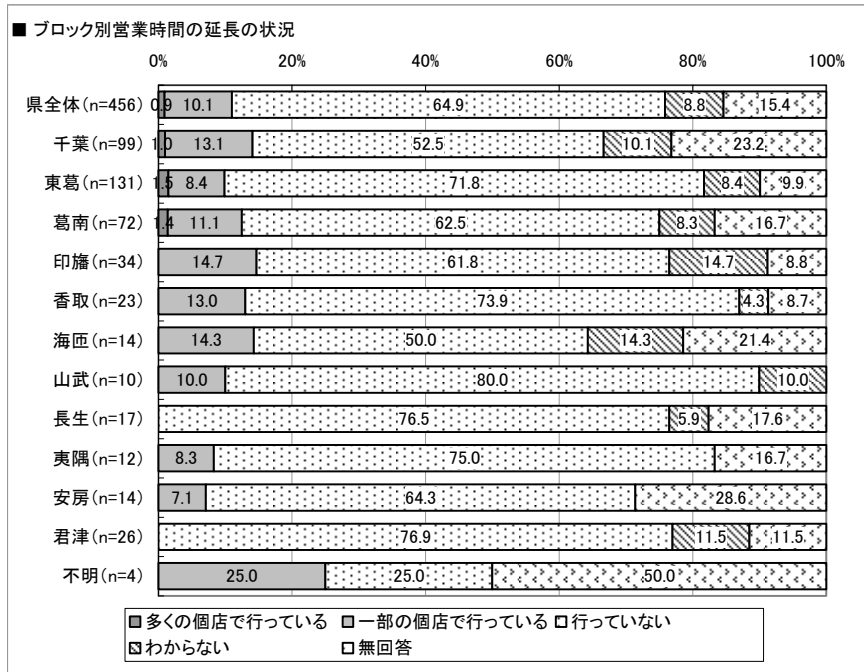 ■ ブロック別営業時間の延長の状況
0% 20% 40% 60% 80% 100%
県全体(n=456) 0.9 10.1 64.9 8.8 15.4
千葉(n=99) 1.0 13.1 52.5 10.1 23.2
東葛(n=131) 1.5 8.4 71.8 8.4 9.9
葛南(n=72) 1.4 11.1 62.5 8.3 16.7
印旛(n=34) 14.7 61.8 14.7 8.8
香取(n=23) 13.0 73.9 4.3 8.7
海匝(n=14) 14.3 50.0 14.3 21.4
山武(n=10) 10.0 80.0 10.0
長生(n=17) 76.5 5.9 17.6
夷隅(n=12) 8.3 75.0 16.7
安房(n=14) 7.1 64.3 28.6
君津(n=26) 76.9 11.5 11.5
不明(n=4) 25.0 25.0 50.0
多くの個店で行っている 一部の個店で行っている 行っていない
わからない 無回答